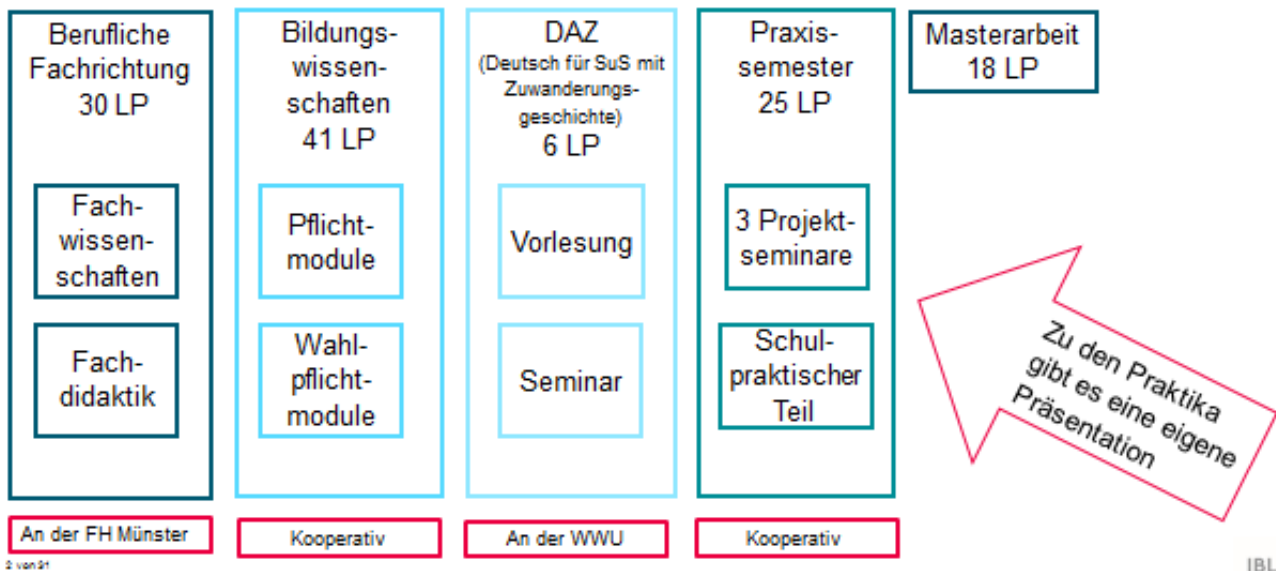 Berufliche
Fachrichtung
30 LP
Fach-
wissen-
schaften
Fach-
didaktik
An der FH Münster
Bildungs-
wissen-
schaften
41 LP
Pflicht-
module
Wahl-
pflicht-
module
Kooperativ
DAZ
(Deutsch für SuS mit
Zuwanderungs-
geschichte)
6 LP
Vorlesung
Seminar
An der WWU
Praxis-
semester
25 LP
3 Projekt-
seminare
Schul-
praktischer
Teil
Kooperativ
Masterarbeit
18 LP
Zu den Praktika
gibt es eine eigene
Präsentation
2 von 31
IBL